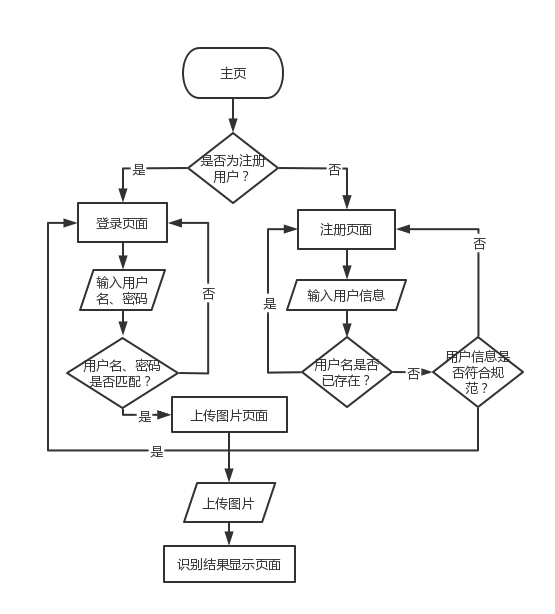 主页
是否为注册
用户？
是
否
登录页面
注册页面
否
输入用户
名、密码
否
输入用户信息
是
用户名、密码
是否匹配？
用户名是否
已存在？
否
用户信息是
否符合规
范？
是
上传图片页面
是
上传图片
识别结果显示页面